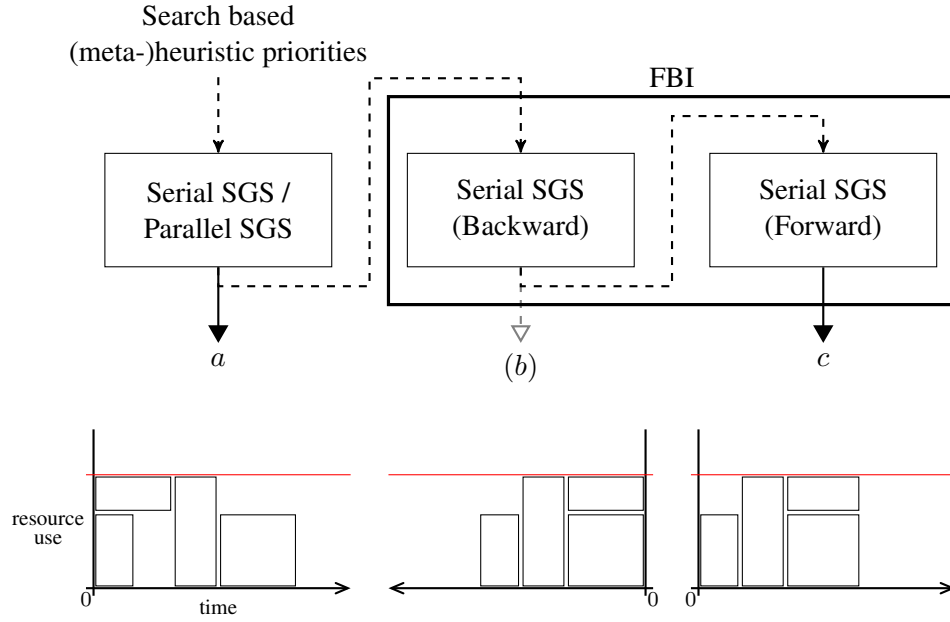 Search based
(meta-)heuristic priorities
FBI
Serial SGS /
Parallel SGS
Serial SGS
(Backward)
Serial SGS
(Forward)
a
(b)
c
resource
use
0
time
0
0